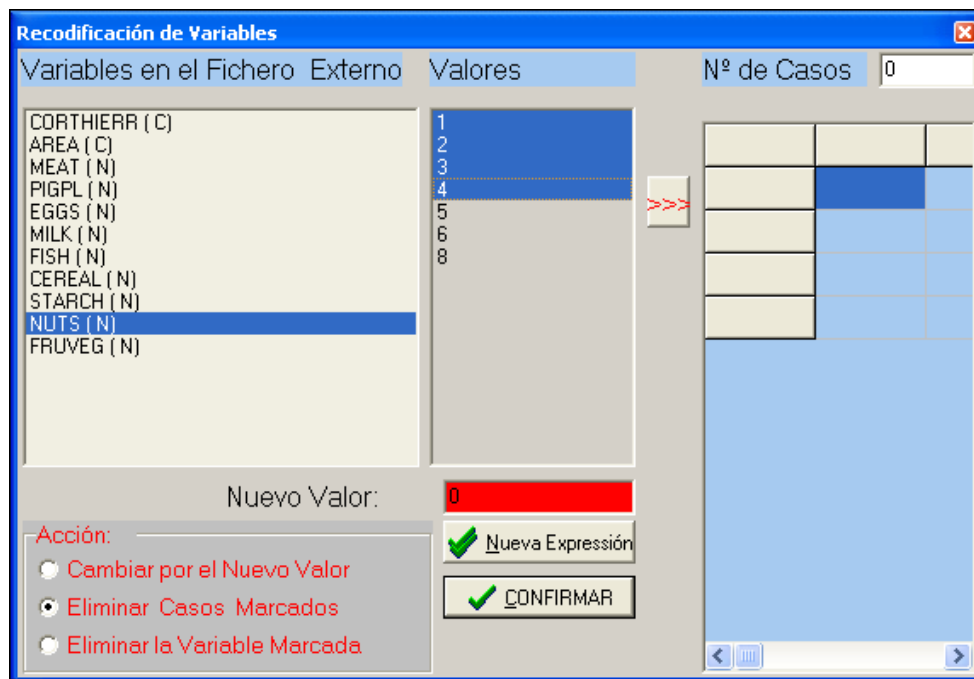 Recodificación de Variables
Variables en el Fichero Externo
Valores
Nº de Casos
0
CORTHIERR ( C)
AREA ( C)
MEAT ( N)
PIGPL ( N)
EGGS ( N)
MILK ( N)
FISH ( N)
CEREAL ( N)
STARCH ( N)
NUTS ( N)
FRUVEG ( N)
1
2
3
4
5
6
8
>>>
Nuevo Valor:
0
Acción:
Cambiar por el Nuevo Valor
Eliminar Casos Marcados
Eliminar la Variable Marcada
Nueva Expressión
CONFIRMAR